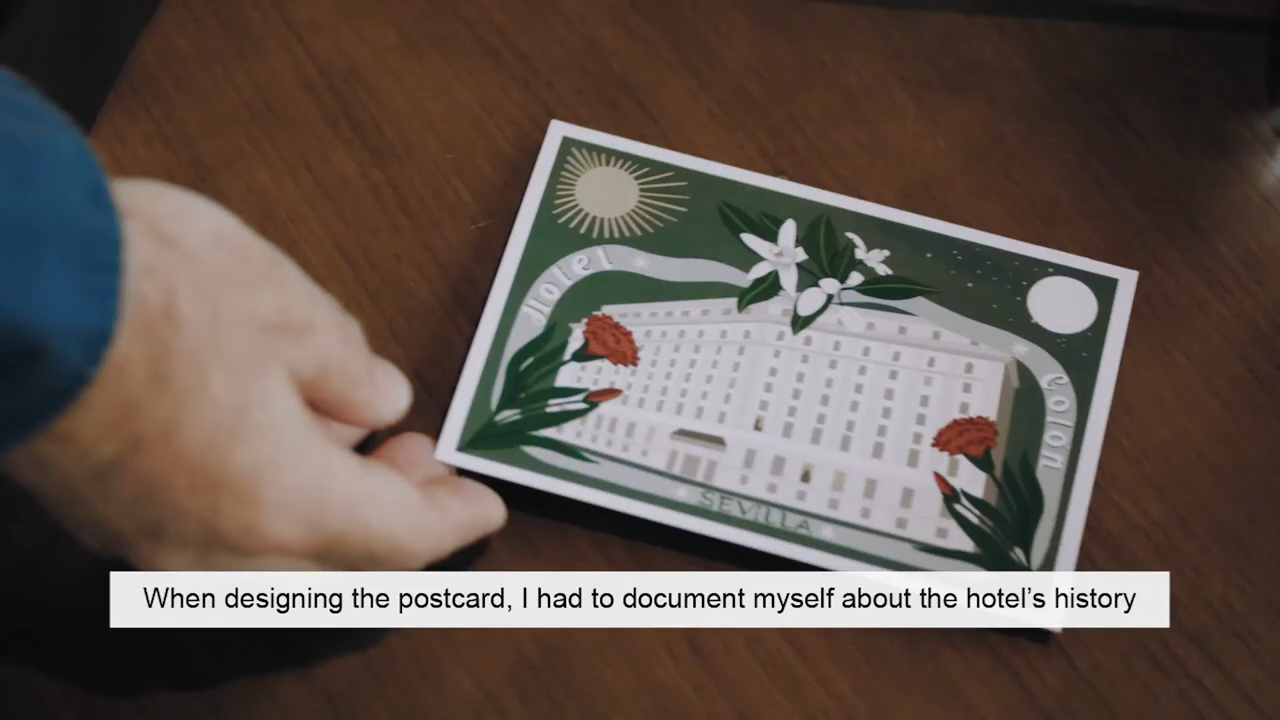 Hotel
Colon
SEVILLA
When designing the postcard, I had to document myself about the hotel's history